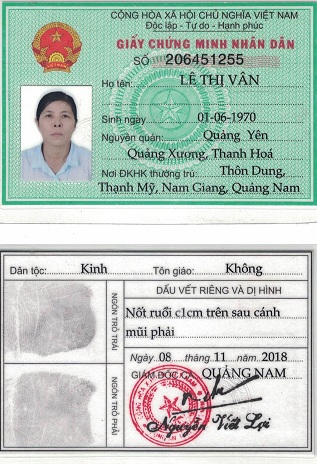 CỘNG HÒA XÃ HỘI CHỦ NGHĨA VIỆT NAM
Độc lập - Tự do - Hạnh phúc
GIẤY CHỨNG MINH NHÂN DÂN
SỐ 206451255
Họ tên: LÊ THỊ VÂN
Sinh ngày 01-06-1970
Nguyên quán: Quảng Yên
Quảng Xương, Thanh Hoá
Nơi ĐKHK thường trú: Thôn Dung,
Thạnh Mỹ, Nam Giang, Quảng Nam
Dân tộc: Kinh Tôn giáo: Không
NGÓN TRỎ TRÁI
NGÓN TRỎ PHẢI
DẤU VẾT RIÊNG VÀ DỊ HÌNH
Nốt ruồi c1cm trên sau cánh
mũi phải
Ngày 08 tháng 11 năm 2018
GIÁM ĐỐC CA QUẢNG NAM
Nguyễn Viết Lợi